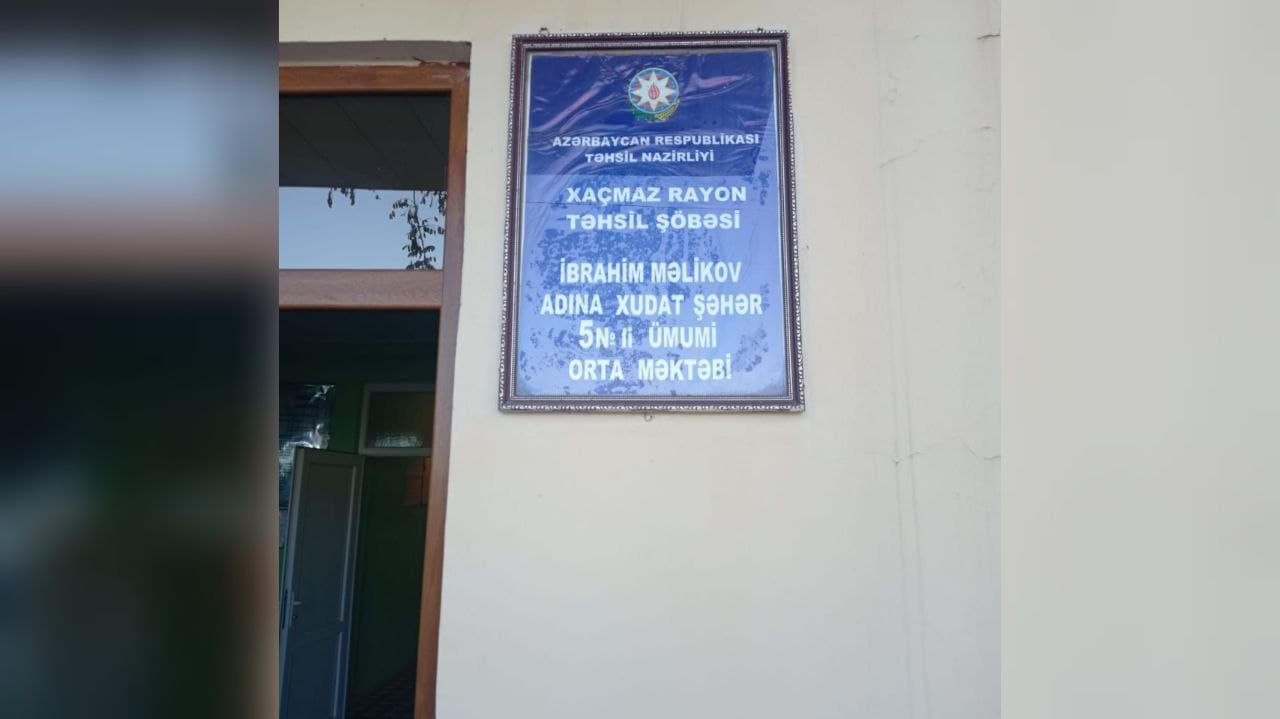 AZƏRBAYCAN RESPUBLİKASI
TƏHSİL NAZİRLİYİ
XAÇMAZ RAYON
TƏHSİL ŞÖBƏSİ
İBRAHİM MƏLİKOV
ADINA XUDAT ŞƏHƏR
5№ li ÜMUMİ
ORTA MƏKTƏBİ